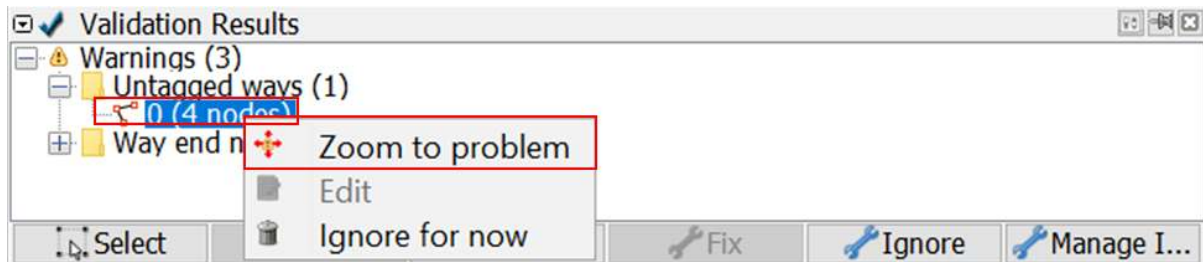 Validation Results
Warnings (3)
Untagged ways (1)
0 (4 nodes)
Way end n
Zoom to problem
Edit
Ignore for now
Select
Fix
Ignore
Manage I...